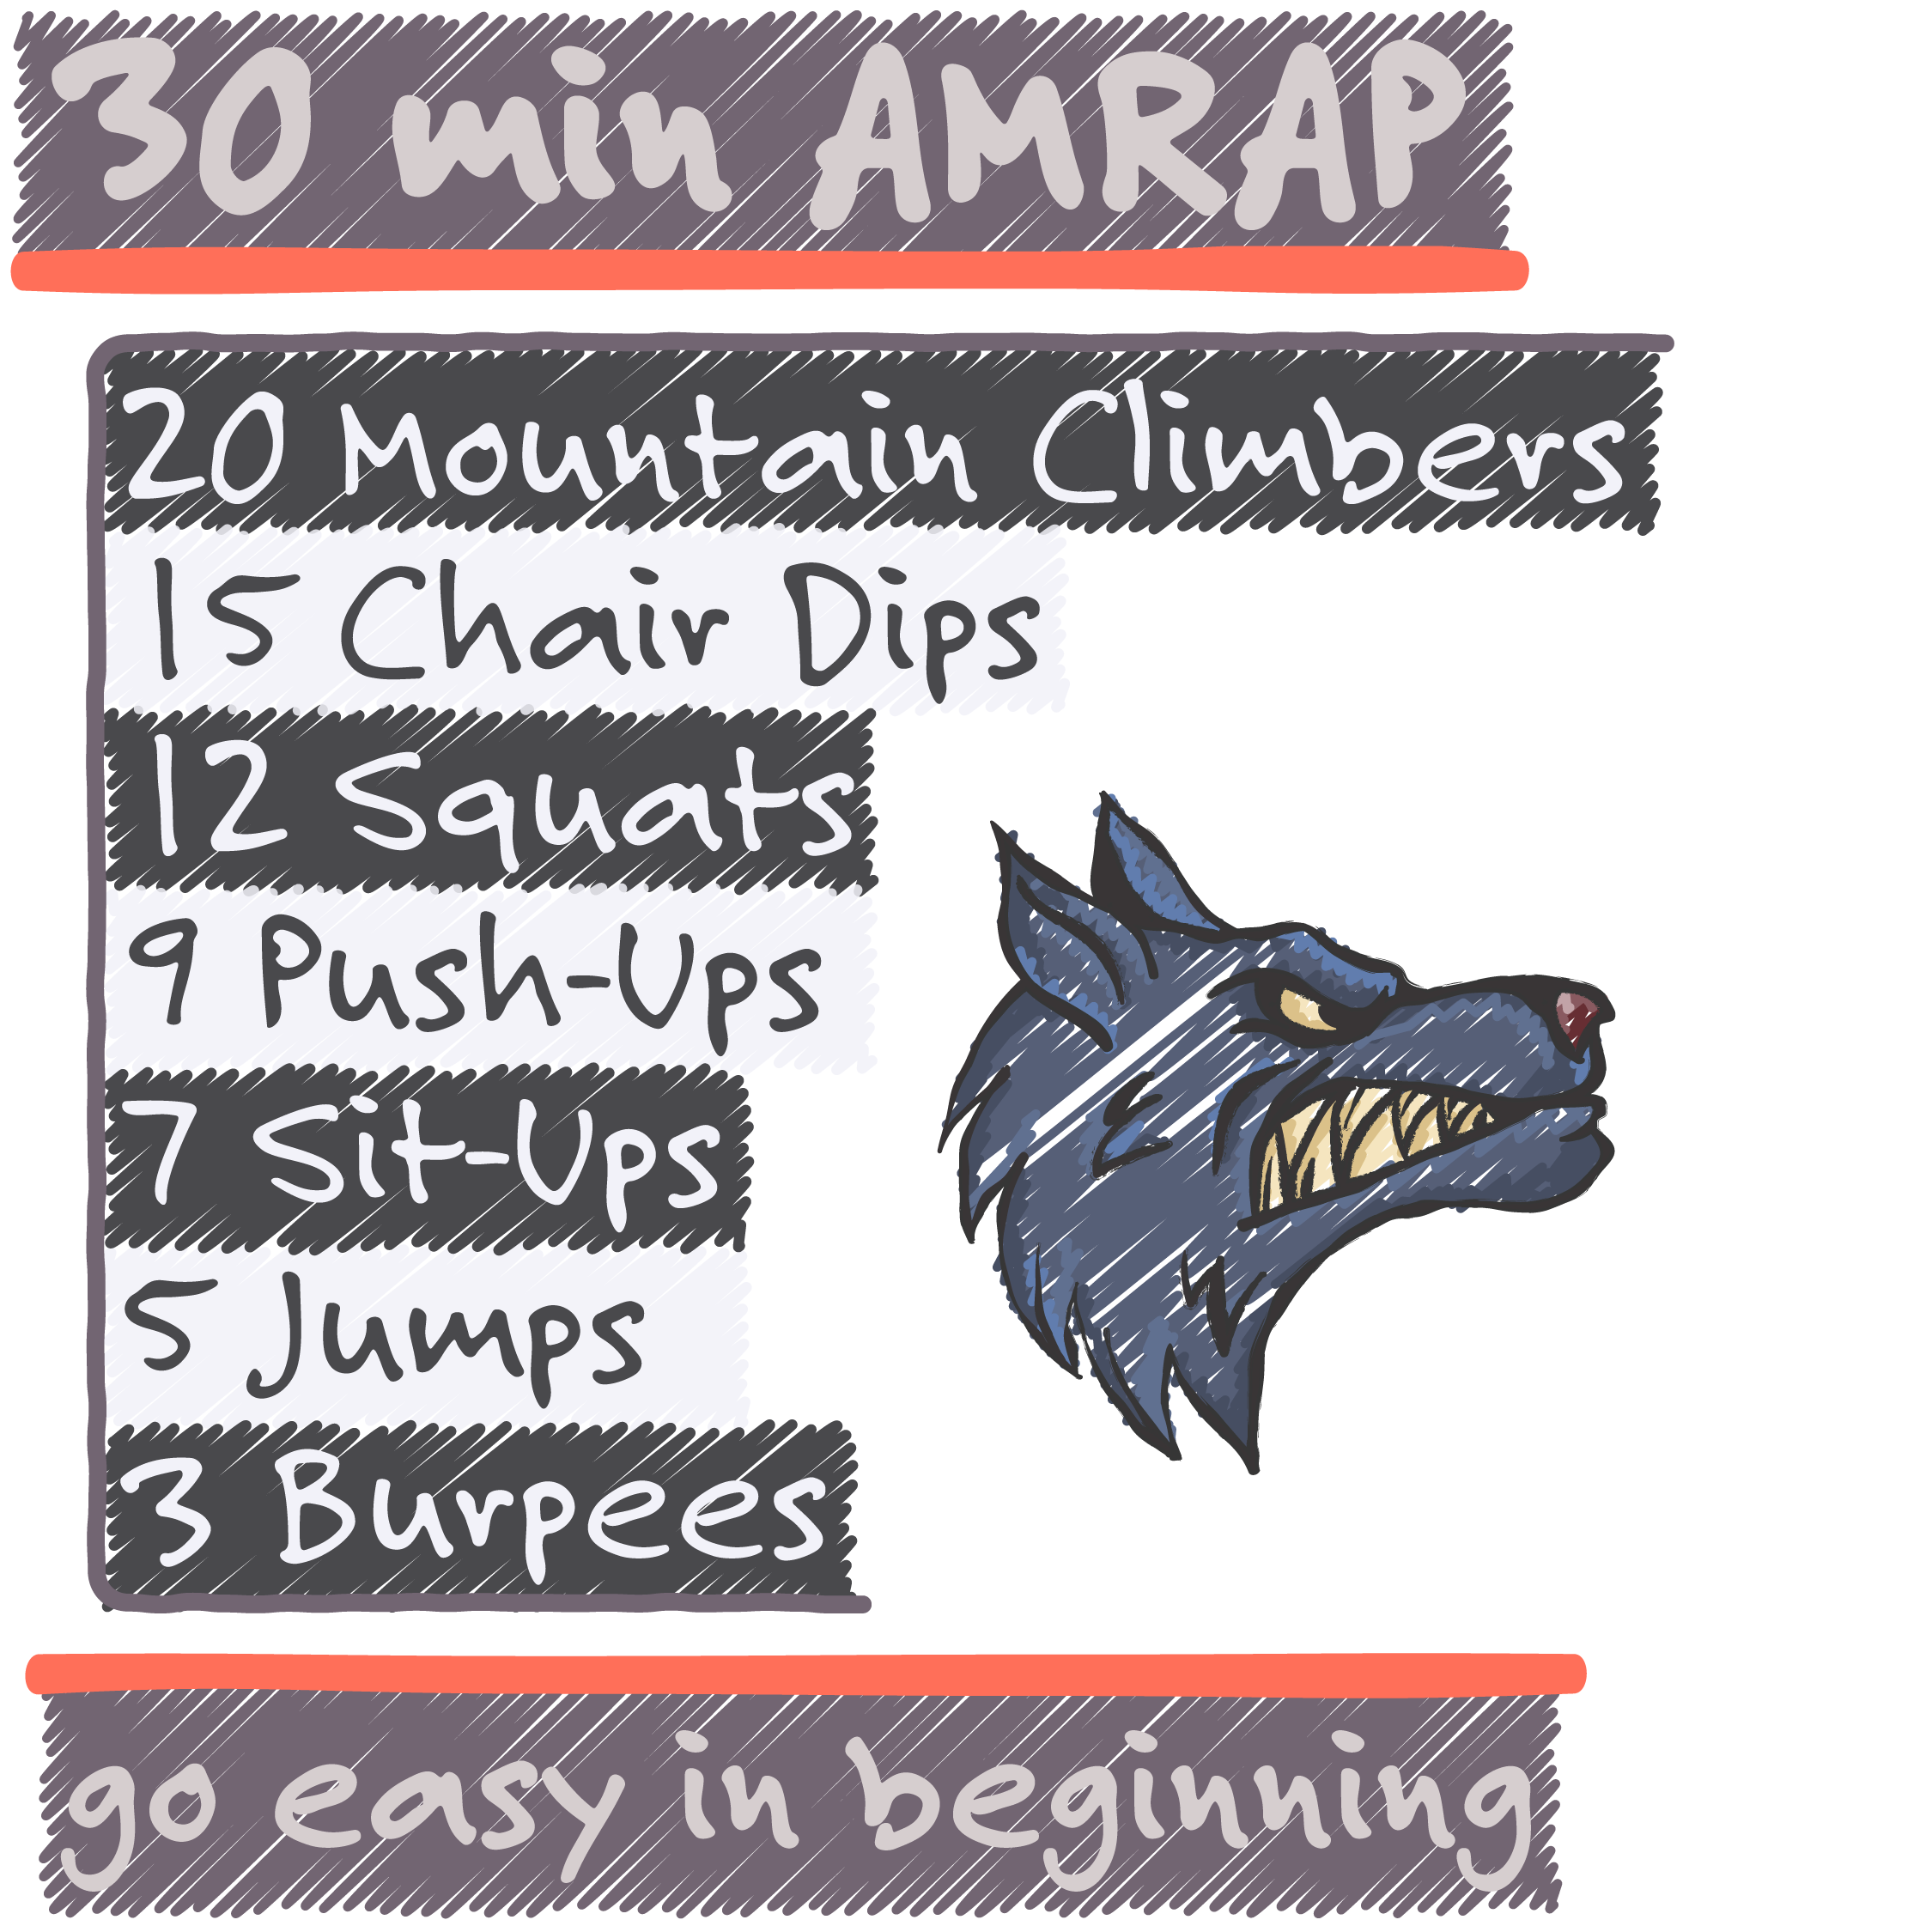 30 min AMRAP
20 Mountain Climbers
15 Chair Dips
12 Squats
9 Push-Ups
7 Sit-Ups
5 Jumps
3 Burpees
go easy in beginning